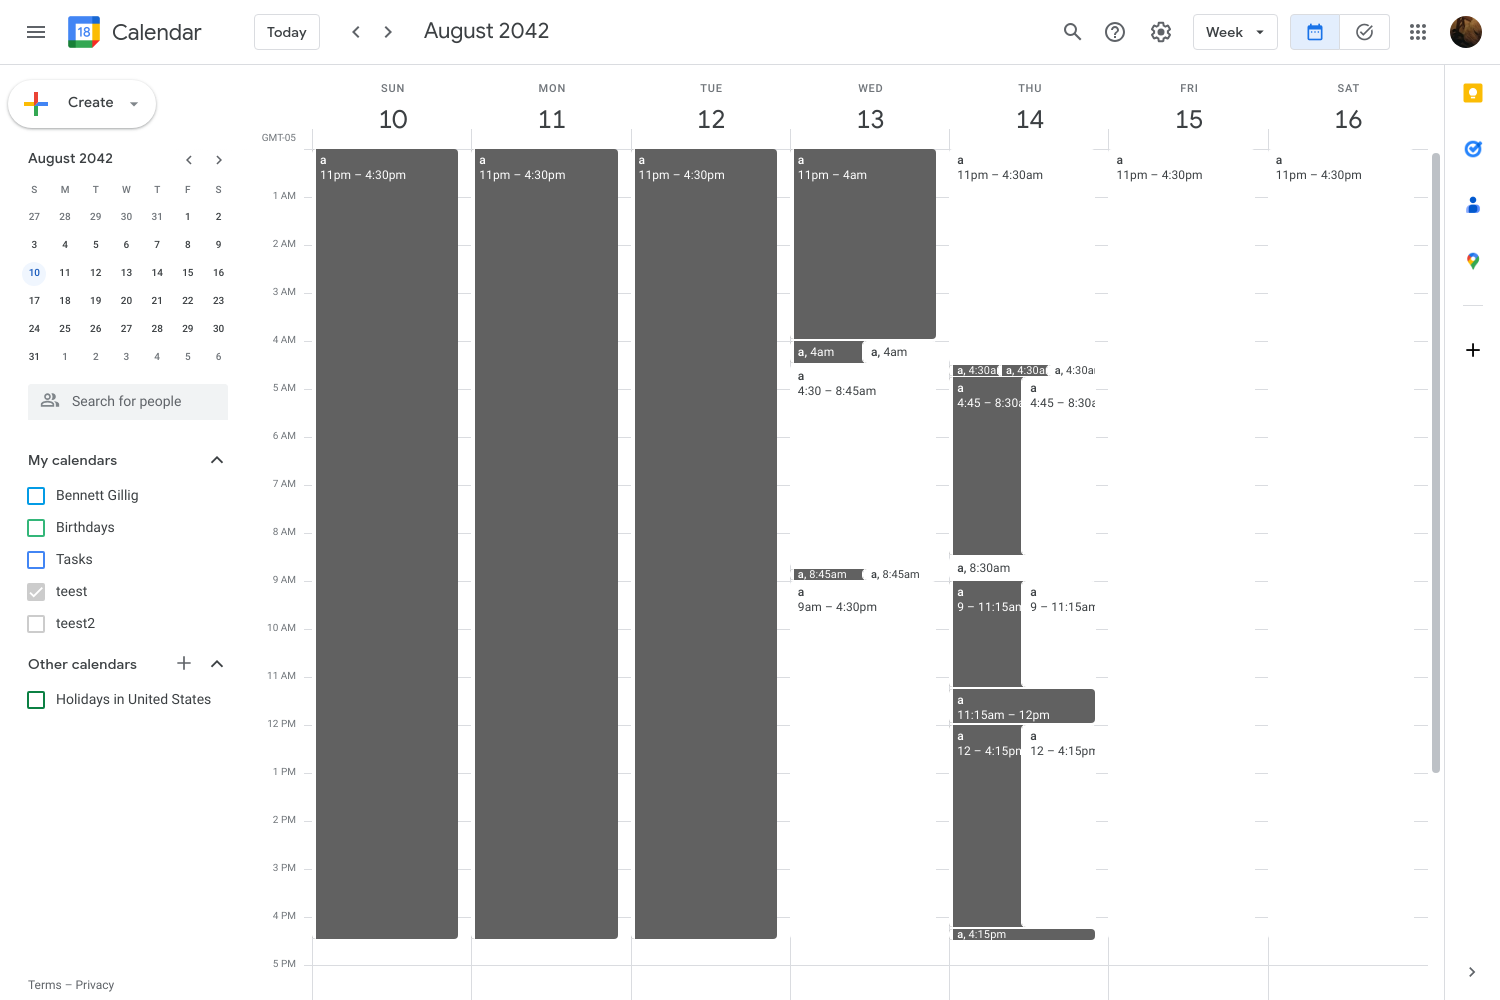 18 Calendar Today August 2042 Week
Create
August 2042
S M T W T F S
27 28 29 30 31 1 2
3 4 5 6 7 8 9
10 11 12 13 14 15 16
17 18 19 20 21 22 23
24 25 26 27 28 29 30
31 1 2 3 4 5 6
Search for people
My calendars
Bennett Gillig
Birthdays
Tasks
teest
teest2
Other calendars
Holidays in United States
Terms – Privacy
SUN MON TUE WED THU FRI SAT
10 11 12 13 14 15 16
GMT-05
1 AM
2 AM
3 AM
4 AM
5 AM
6 AM
7 AM
8 AM
9 AM
10 AM
11 AM
12 PM
1 PM
2 PM
3 PM
4 PM
5 PM
a
11pm – 4:30pm
a
11pm – 4:30pm
a
11pm – 4:30pm
a
11pm – 4am
a, 4am
a, 4am
a
4:30 – 8:45am
a, 8:45am
a, 8:45am
a
9am – 4:30pm
a
11pm – 4:30am
a, 4:30a
a, 4:30a
a, 4:30a
a
4:45 – 8:30a
a
4:45 – 8:30a
a, 8:30am
a
9 – 11:15am
a
9 – 11:15am
a
11:15am – 12pm
a
12 – 4:15pm
a
12 – 4:15pm
a, 4:15pm
a
11pm – 4:30pm
a
11pm – 4:30pm